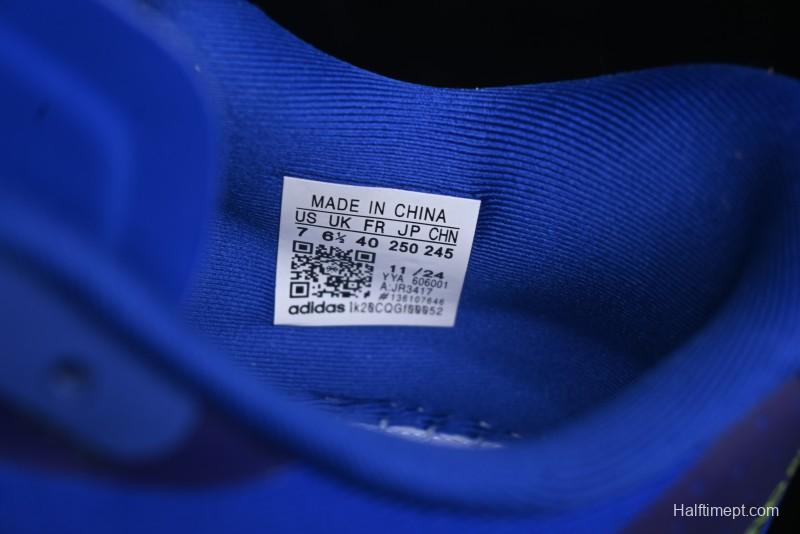 MADE IN CHINA
US UK FR JP CHN
7 6½ 40 250 245
11/24
YYA 606001
A:JR3417
#136107646
adidas 1k20CQGf00052
Halftimept.com